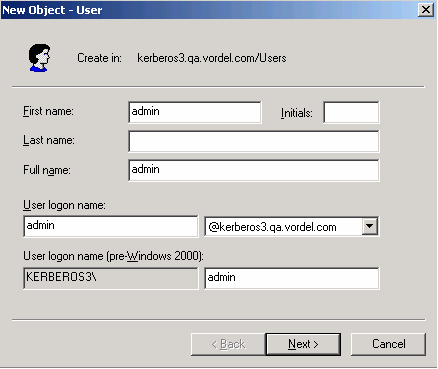 New Object - User
Create in: kerberos3.qa.vordel.com/Users
First name: admin Initials:
Last name:
Full name: admin
User logon name:
admin @kerberos3.qa.vordel.com
User logon name (pre-Windows 2000):
KERBEROS3\ admin
< Back Next > Cancel